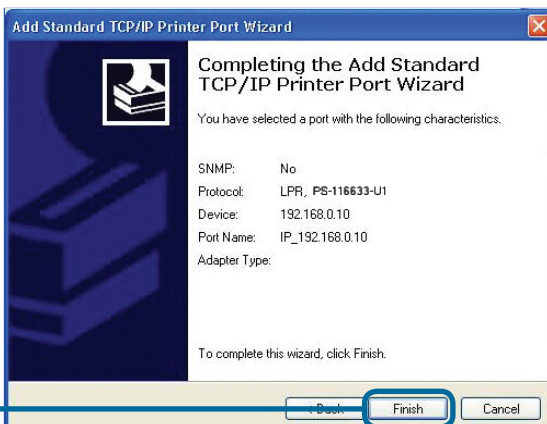 Add Standard TCP/IP Printer Port Wizard
Completing the Add Standard
TCP/IP Printer Port Wizard
You have selected a port with the following characteristics.
SNMP: No
Protocol: LPR, PS-116633-U1
Device: 192.168.0.10
Port Name: IP_192.168.0.10
Adapter Type:
To complete this wizard, click Finish.
< Back Finish Cancel